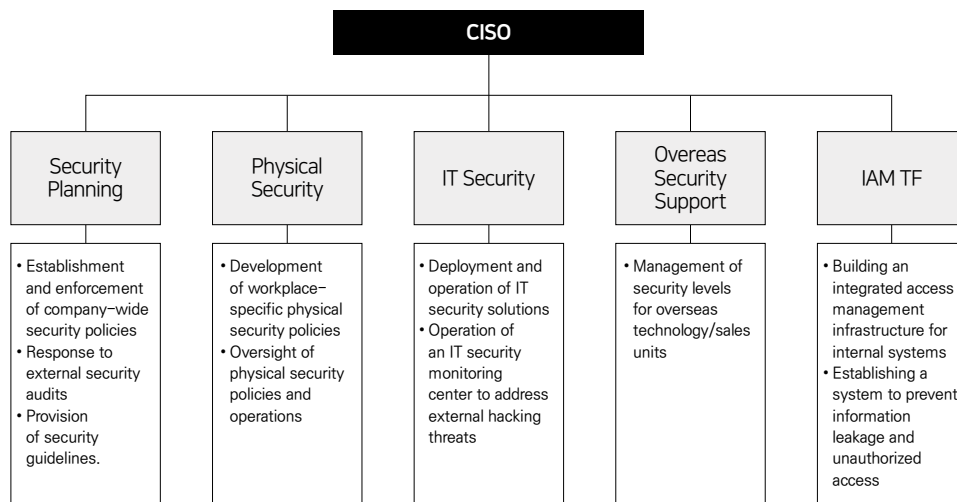 CISO
Security
Planning
• Establishment
and enforcement
of company-wide
security policies
• Response to
external security
audits
• Provision
of security
guidelines.
Physical
Security
• Development
of workplace-
specific physical
security policies
• Oversight of
physical security
policies and
operations
IT Security
• Deployment and
operation of IT
security solutions
• Operation of
an IT security
monitoring
center to address
external hacking
threats
Overeas
Security
Support
• Management of
security levels
for overseas
technology/sales
units
IAM TF
• Building an
integrated access
management
infrastructure for
internal systems
• Establishing a
system to prevent
information
leakage and
unauthorized
access